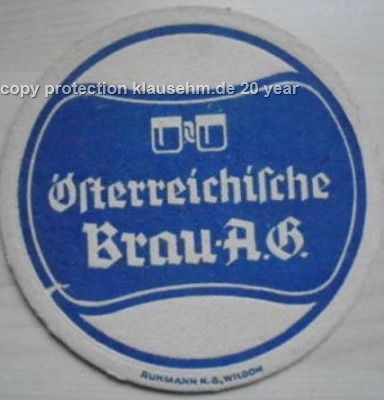 copy protection klausehm.de 20 year
Öſterreichiſche
Brau·A.G.
RUHMANN K.G., WILDON